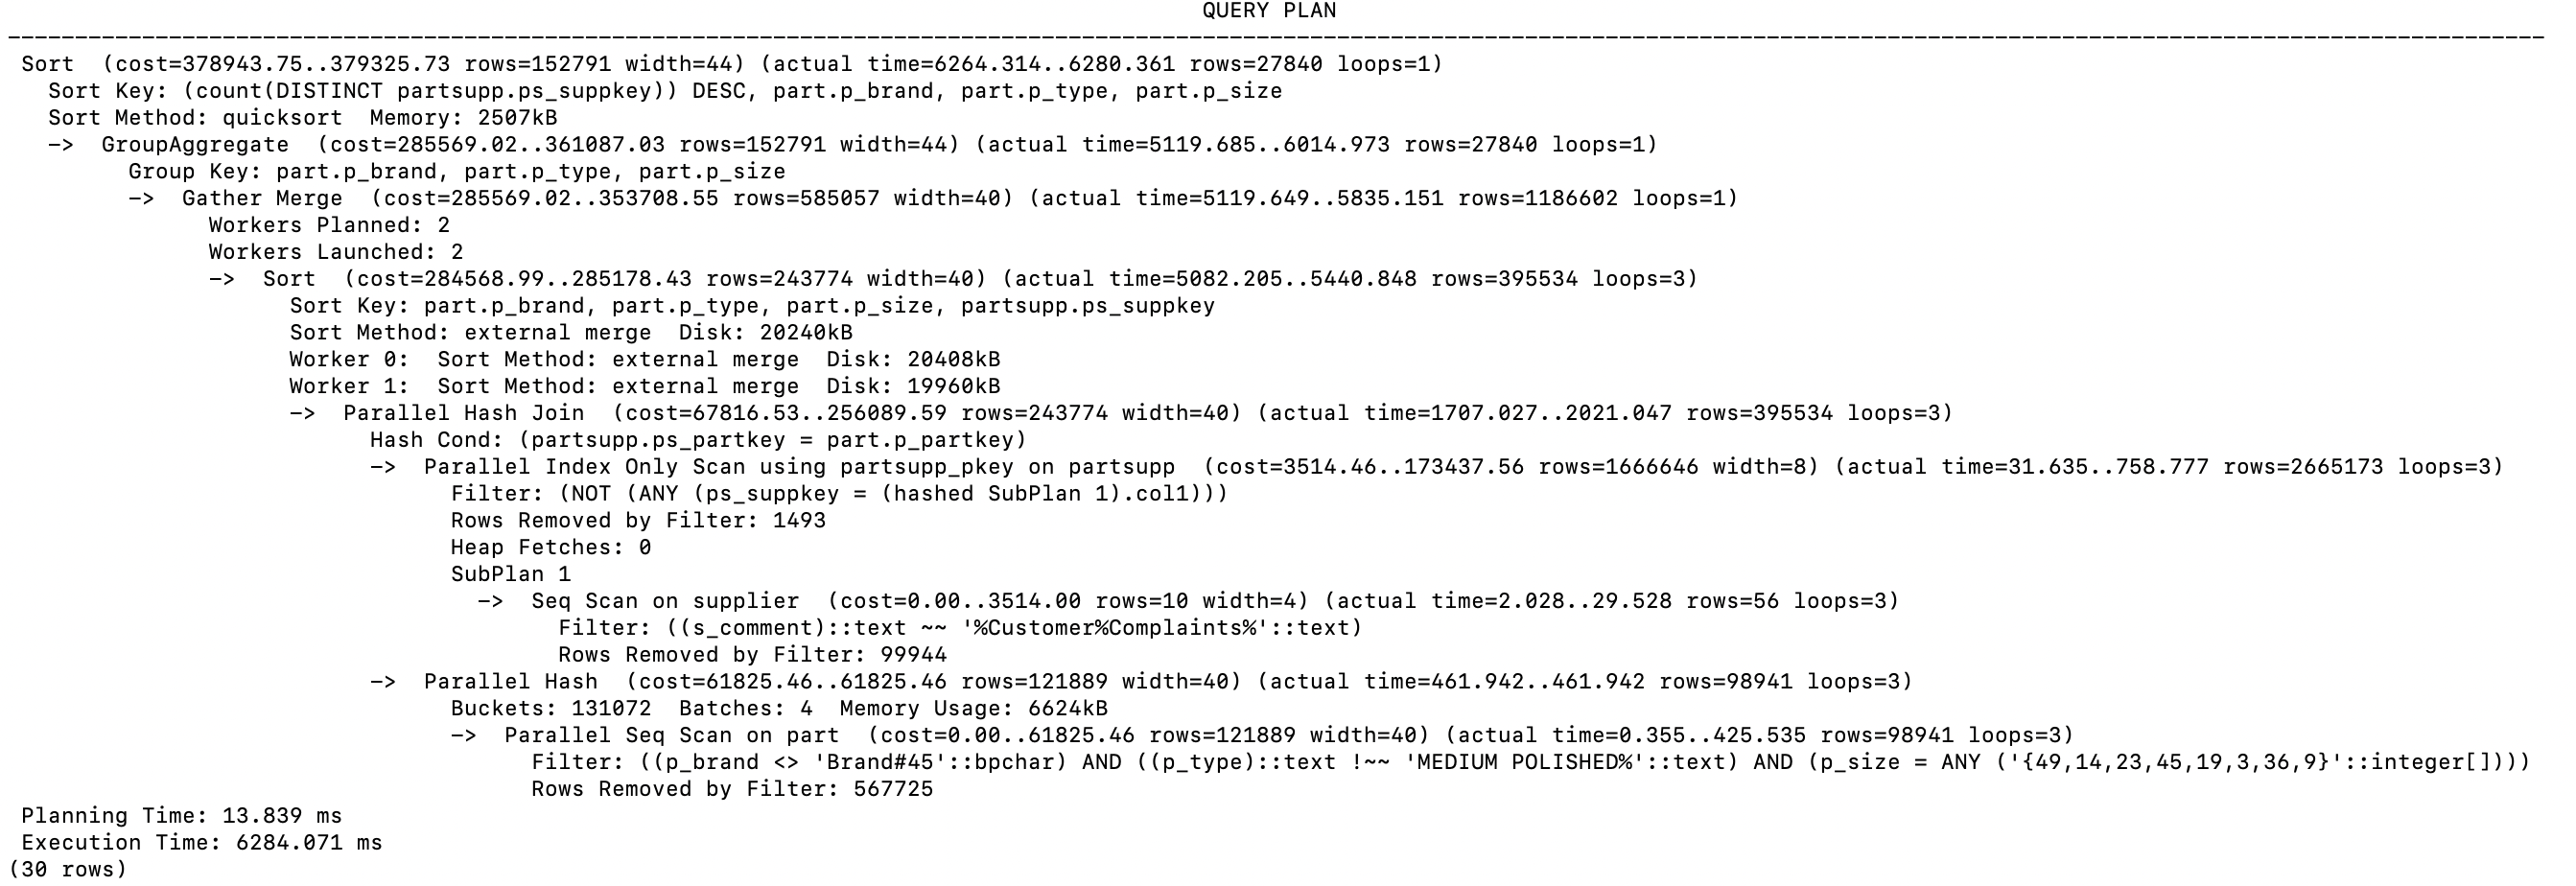 QUERY PLAN
----------------------------------------------------------------------------------------------------------------------------------------------------------------------------------------------
Sort  (cost=378943.75..379325.73 rows=152791 width=44) (actual time=6264.314..6280.361 rows=27840 loops=1)
  Sort Key: (count(DISTINCT partsupp.ps_suppkey)) DESC, part.p_brand, part.p_type, part.p_size
  Sort Method: quicksort  Memory: 2507kB
  ->  GroupAggregate  (cost=285569.02..361087.03 rows=152791 width=44) (actual time=5119.685..6014.973 rows=27840 loops=1)
        Group Key: part.p_brand, part.p_type, part.p_size
        ->  Gather Merge  (cost=285569.02..353708.55 rows=585057 width=40) (actual time=5119.649..5835.151 rows=1186602 loops=1)
              Workers Planned: 2
              Workers Launched: 2
              ->  Sort  (cost=284568.99..285178.43 rows=243774 width=40) (actual time=5082.205..5440.848 rows=395534 loops=3)
                    Sort Key: part.p_brand, part.p_type, part.p_size, partsupp.ps_suppkey
                    Sort Method: external merge  Disk: 20240kB
                    Worker 0:  Sort Method: external merge  Disk: 20408kB
                    Worker 1:  Sort Method: external merge  Disk: 19960kB
                    ->  Parallel Hash Join  (cost=67816.53..256089.59 rows=243774 width=40) (actual time=1707.027..2021.047 rows=395534 loops=3)
                          Hash Cond: (partsupp.ps_partkey = part.p_partkey)
                          ->  Parallel Index Only Scan using partsupp_pkey on partsupp  (cost=3514.46..173437.56 rows=1666646 width=8) (actual time=31.635..758.777 rows=2665173 loops=3)
                                Filter: (NOT (ANY (ps_suppkey = (hashed SubPlan 1).col1)))
                                Rows Removed by Filter: 1493
                                Heap Fetches: 0
                                SubPlan 1
                                  ->  Seq Scan on supplier  (cost=0.00..3514.00 rows=10 width=4) (actual time=2.028..29.528 rows=56 loops=3)
                                        Filter: ((s_comment)::text ~~ '%Customer%Complaints%'::text)
                                        Rows Removed by Filter: 99944
                          ->  Parallel Hash  (cost=61825.46..61825.46 rows=121889 width=40) (actual time=461.942..461.942 rows=98941 loops=3)
                                Buckets: 131072  Batches: 4  Memory Usage: 6624kB
                                ->  Parallel Seq Scan on part  (cost=0.00..61825.46 rows=121889 width=40) (actual time=0.355..425.535 rows=98941 loops=3)
                                      Filter: ((p_brand <> 'Brand#45'::bpchar) AND ((p_type)::text !~~ 'MEDIUM POLISHED%'::text) AND (p_size = ANY ('{49,14,23,45,19,3,36,9}'::integer[])))
                                      Rows Removed by Filter: 567725
Planning Time: 13.839 ms
Execution Time: 6284.071 ms
(30 rows)